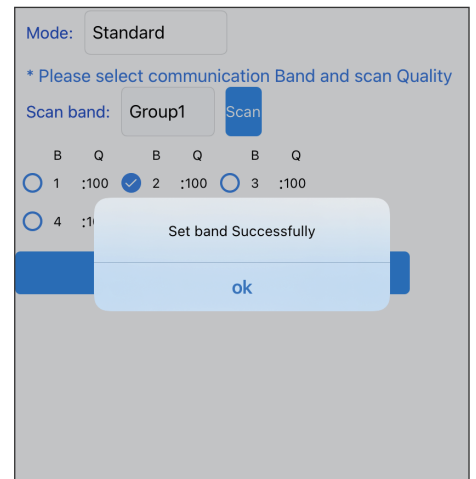 Mode: Standard
* Please select communication Band and scan Quality
Scan band: Group1 Scan
B Q B Q B Q
1 :100 2 :100 3 :100
4
Set band Successfully
ok